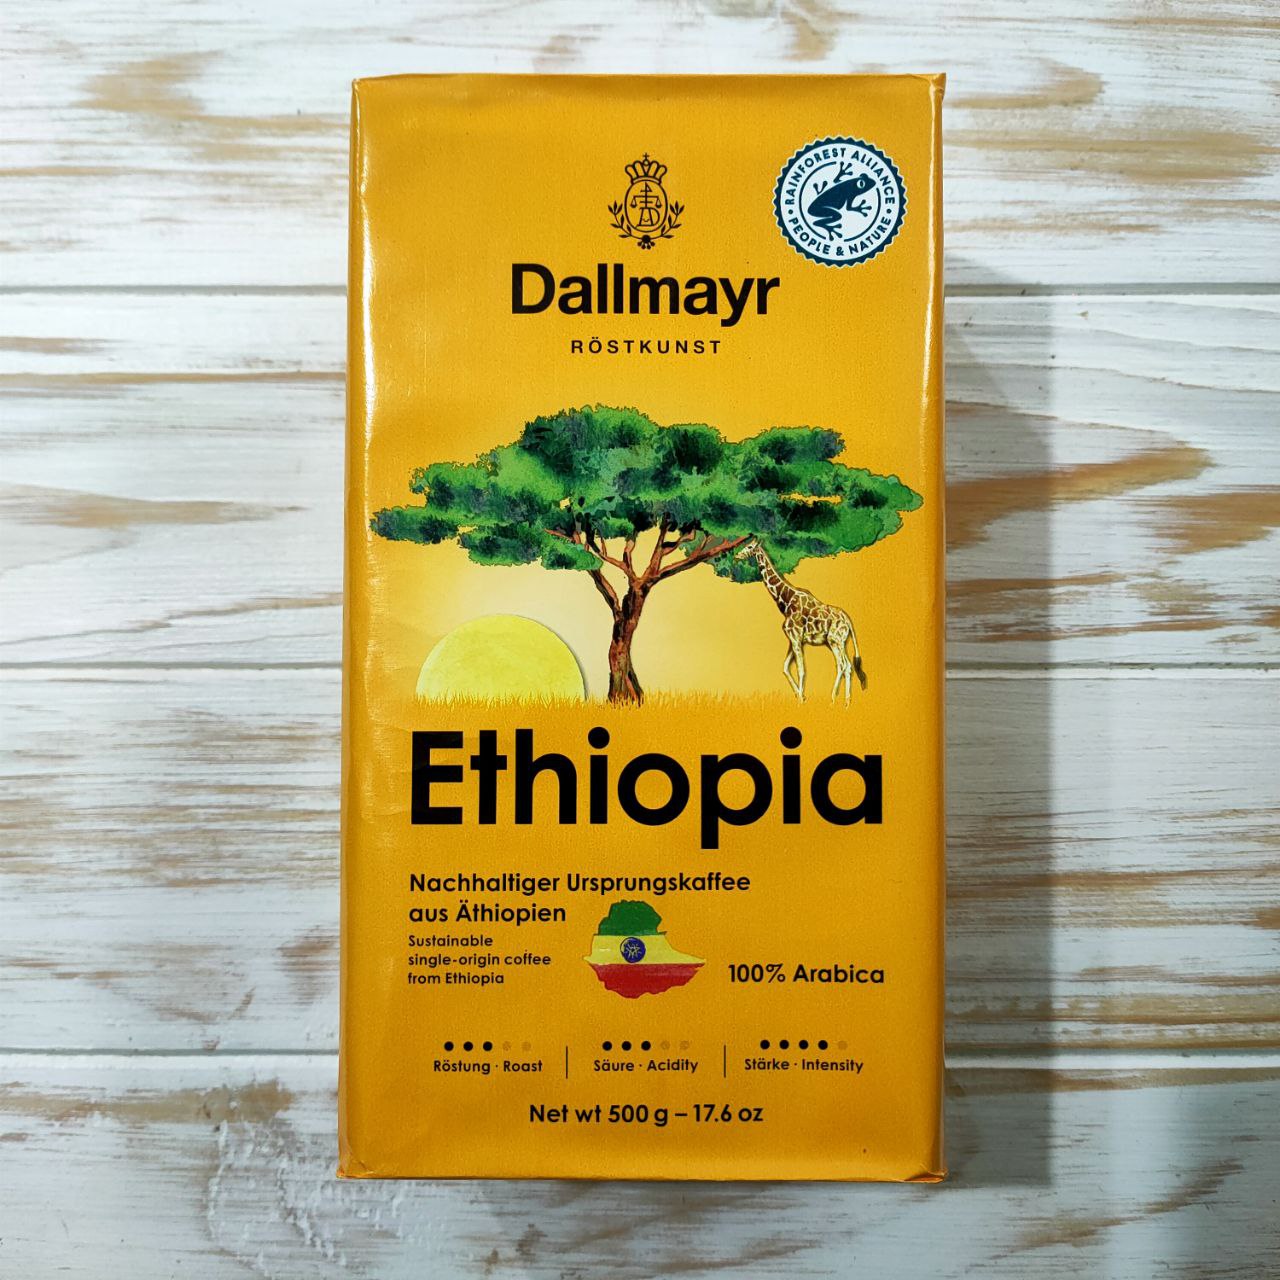 RAINFOREST ALLIANCE
PEOPLE & NATURE
Dallmayr
RÖSTKUNST
Ethiopia
Nachhaltiger Ursprungskaffee
aus Äthiopien
Sustainable
single-origin coffee
from Ethiopia
100% Arabica
Röstung · Roast
Säure · Acidity
Stärke · Intensity
Net wt 500 g – 17.6 oz